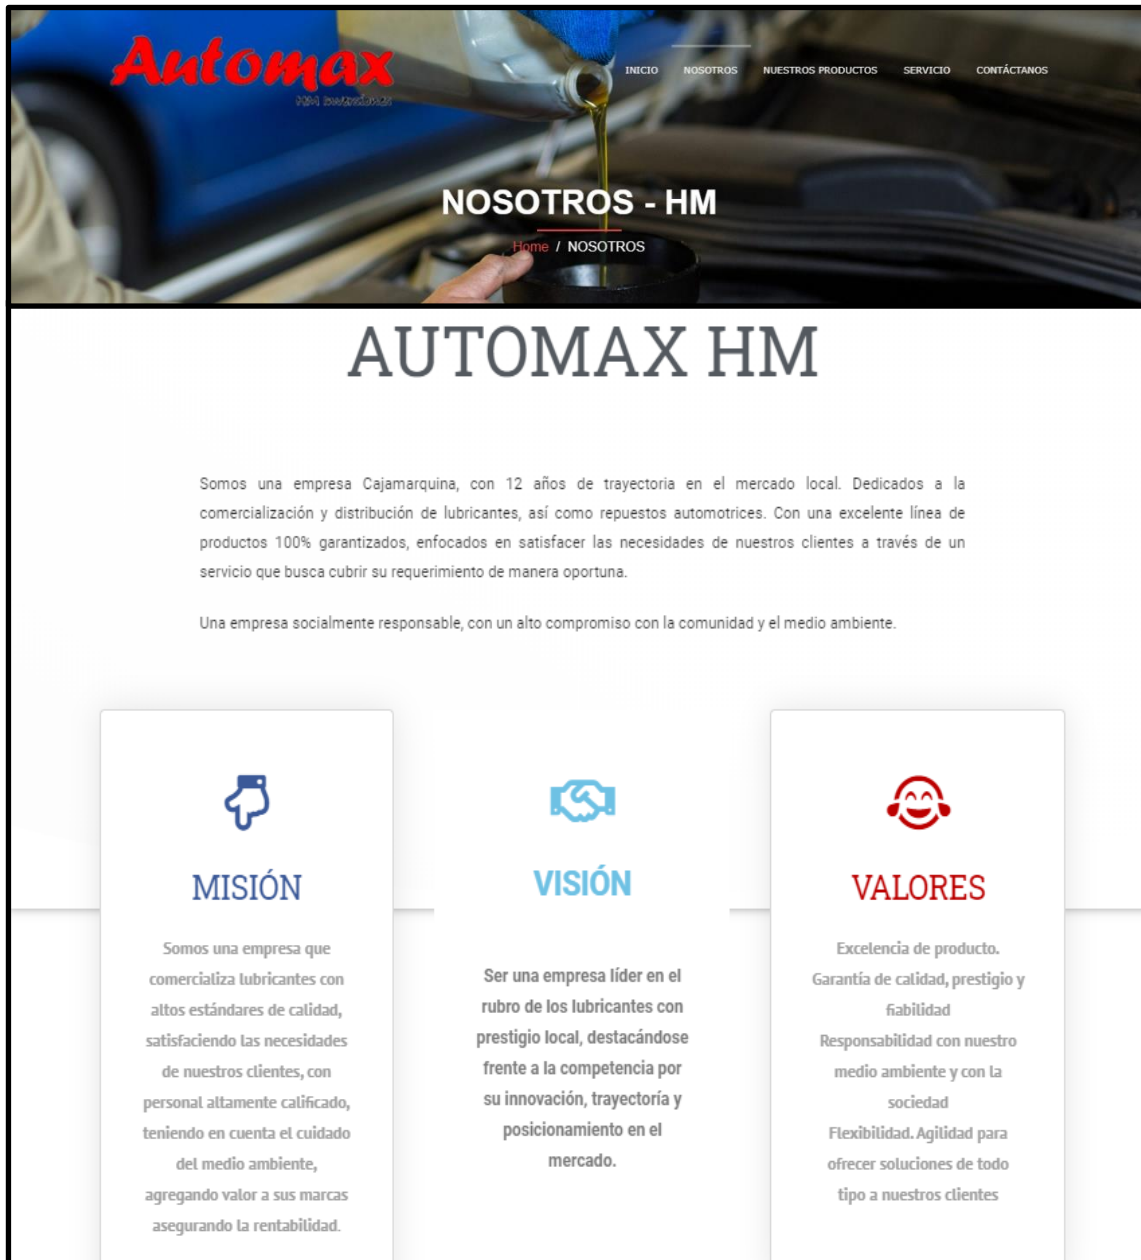 Automax
HM Inversiones
INICIO NOSOTROS NUESTROS PRODUCTOS SERVICIO CONTÁCTANOS
NOSOTROS - HM
Home / NOSOTROS
AUTOMAX HM
Somos una empresa Cajamarquina, con 12 años de trayectoria en el mercado local. Dedicados a la
comercialización y distribución de lubricantes, así como repuestos automotrices. Con una excelente línea de
productos 100% garantizados, enfocados en satisfacer las necesidades de nuestros clientes a través de un
servicio que busca cubrir su requerimiento de manera oportuna.
Una empresa socialmente responsable, con un alto compromiso con la comunidad y el medio ambiente.
MISIÓN
Somos una empresa que
comercializa lubricantes con
altos estándares de calidad,
satisfaciendo las necesidades
de nuestros clientes, con
personal altamente calificado,
teniendo en cuenta el cuidado
del medio ambiente,
agregando valor a sus marcas
asegurando la rentabilidad.
VISIÓN
Ser una empresa líder en el
rubro de los lubricantes con
prestigio local, destacándose
frente a la competencia por
su innovación, trayectoría y
posicionamiento en el
mercado.
VALORES
Excelencia de producto.
Garantía de calidad, prestigio y
fiabilidad
Responsabilidad con nuestro
medio ambiente y con la
sociedad
Flexibilidad. Agilidad para
ofrecer soluciones de todo
tipo a nuestros clientes